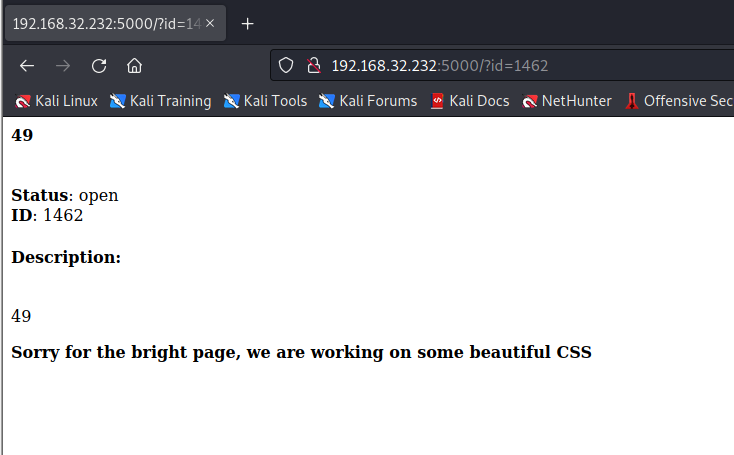 192.168.32.232:5000/?id=14
192.168.32.232:5000/?id=1462
Kali Linux Kali Training Kali Tools Kali Forums Kali Docs NetHunter Offensive Sec
49
Status: open
ID: 1462
Description:
49
Sorry for the bright page, we are working on some beautiful CSS